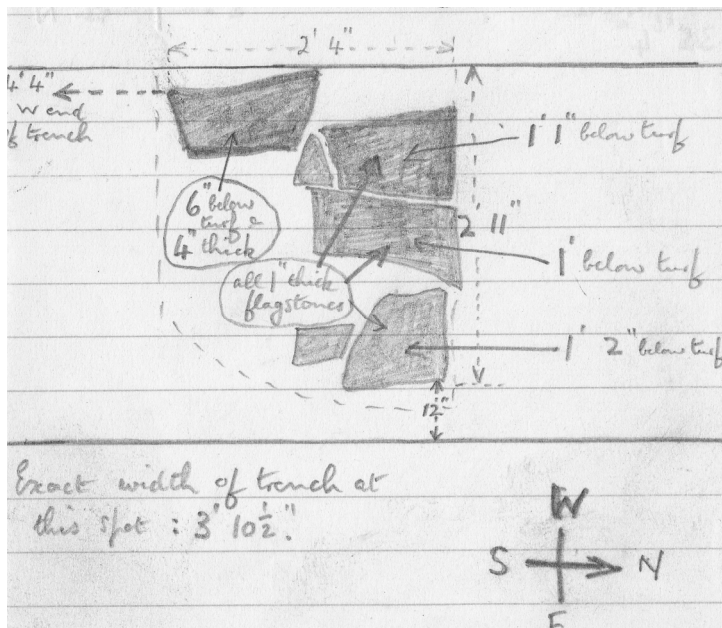 2' 4"
4' 4"
W end
of trench
1' 1" below turf
6" below
turf &
4" thick
2' 11"
1' below turf
all 1" thick
flagstones
1' 2" below turf
12"
Exact width of trench at
this spot : 3' 10½".
W
S N
E